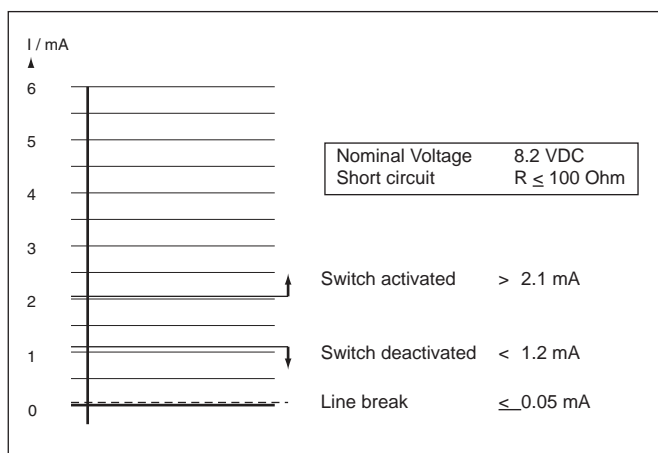 I / mA
6
5
4
3
2
1
0
Nominal Voltage 8.2 VDC
Short circuit R ≤ 100 Ohm
Switch activated > 2.1 mA
Switch deactivated < 1.2 mA
Line break ≤ 0.05 mA